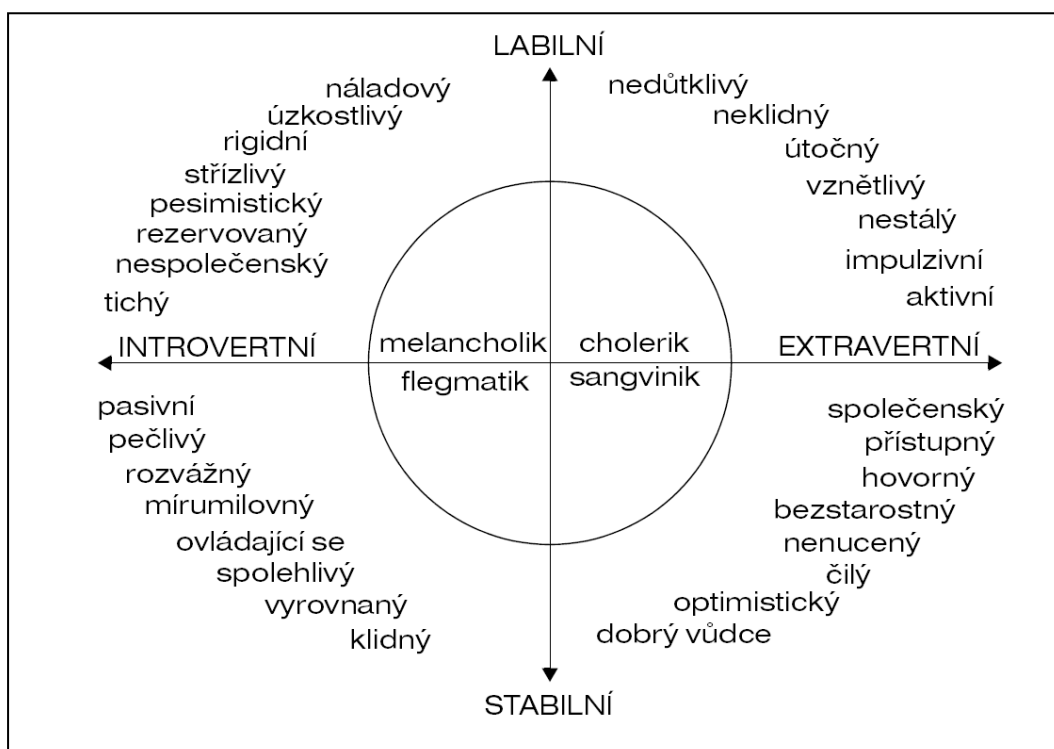 LABILNÍ
náladový
úzkostlivý
rigidní
střízlivý
pesimistický
rezervovaný
nespolečenský
tichý
nedůtklivý
neklidný
útočný
vznětlivý
nestálý
impulzivní
aktivní
INTROVERTNÍ
melancholik
cholerik
EXTRAVERTNÍ
flegmatik
sangvinik
pasivní
pečlivý
rozvážný
mírumilovný
ovládající se
spolehlivý
vyrovnaný
klidný
společenský
přístupný
hovorný
bezstarostný
nenucený
čilý
optimistický
dobrý vůdce
STABILNÍ